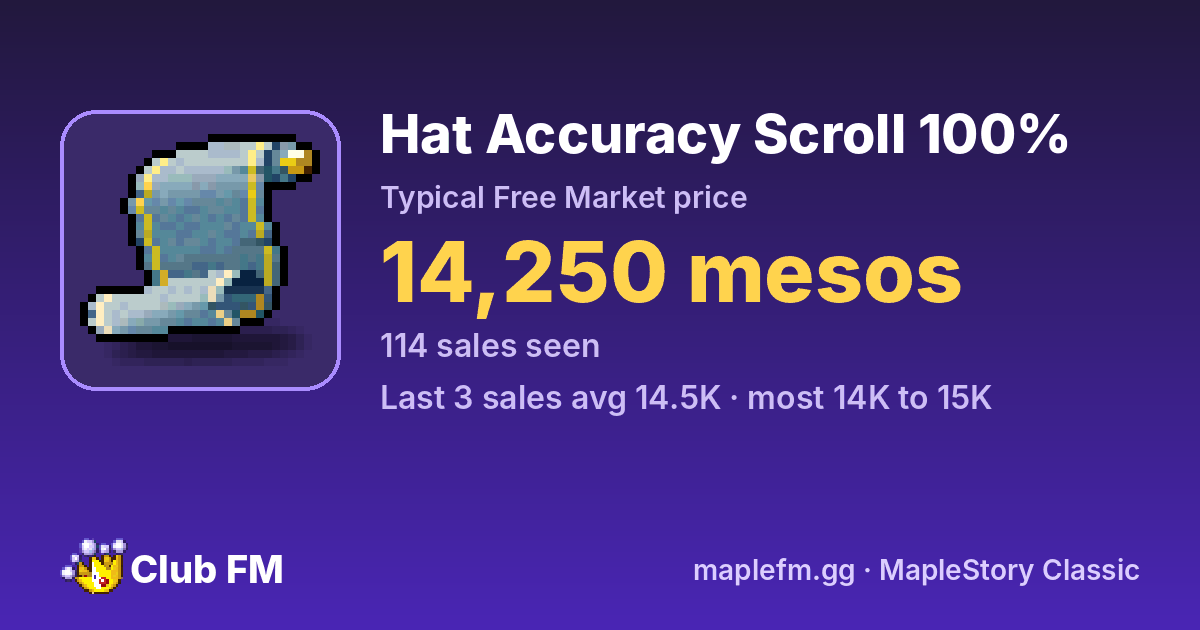 Hat Accuracy Scroll 100%
Typical Free Market price
14,250 mesos
114 sales seen
Last 3 sales avg 14.5K · most 14K to 15K
Club FM
maplefm.gg · MapleStory Classic